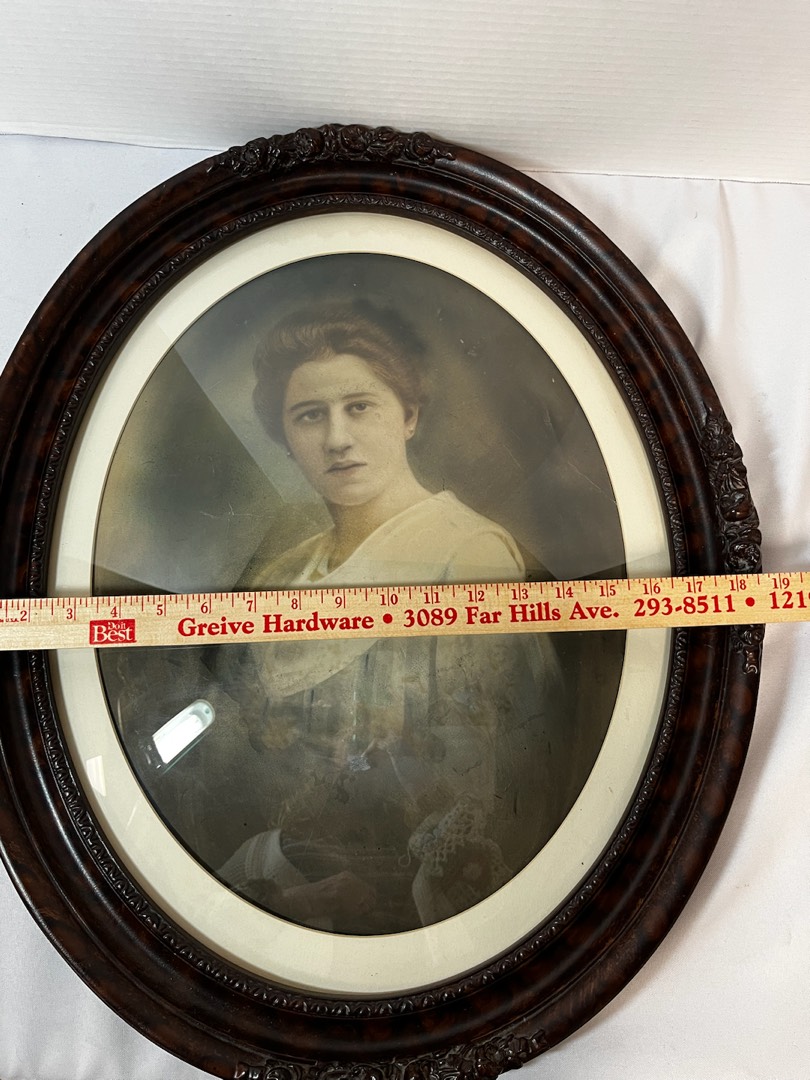 2 3 4 5 6 7 8 9 10 11 12 13 14 15 16 17 18 19
Do it Best Greive Hardware • 3089 Far Hills Ave. 293-8511 • 121